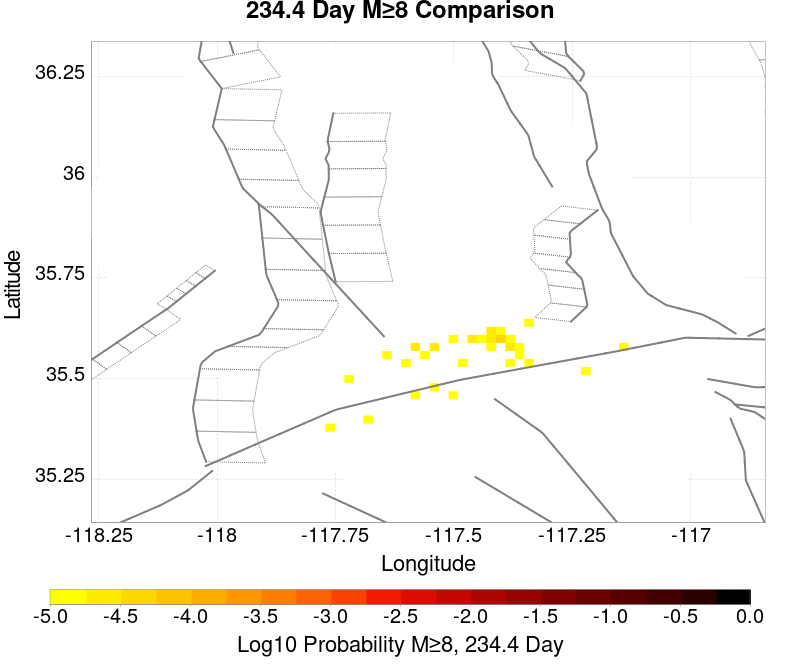 234.4 Day M≥8 Comparison
36.25
36
35.75
35.5
35.25
Latitude
-118.25 -118 -117.75 -117.5 -117.25 -117
Longitude
-5.0 -4.5 -4.0 -3.5 -3.0 -2.5 -2.0 -1.5 -1.0 -0.5 0.0
Log10 Probability M≥8, 234.4 Day